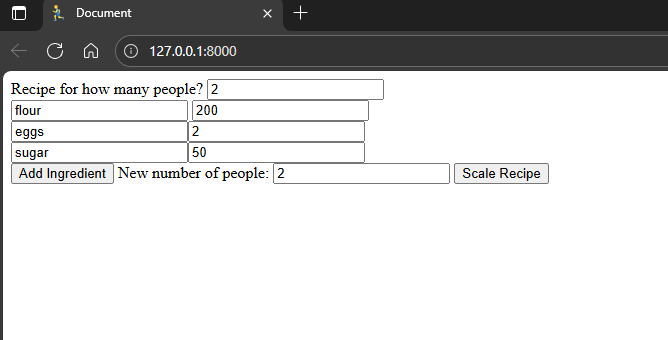 Document
127.0.0.1:8000
Recipe for how many people? 2
flour 200
eggs 2
sugar 50
Add Ingredient New number of people: 2 Scale Recipe